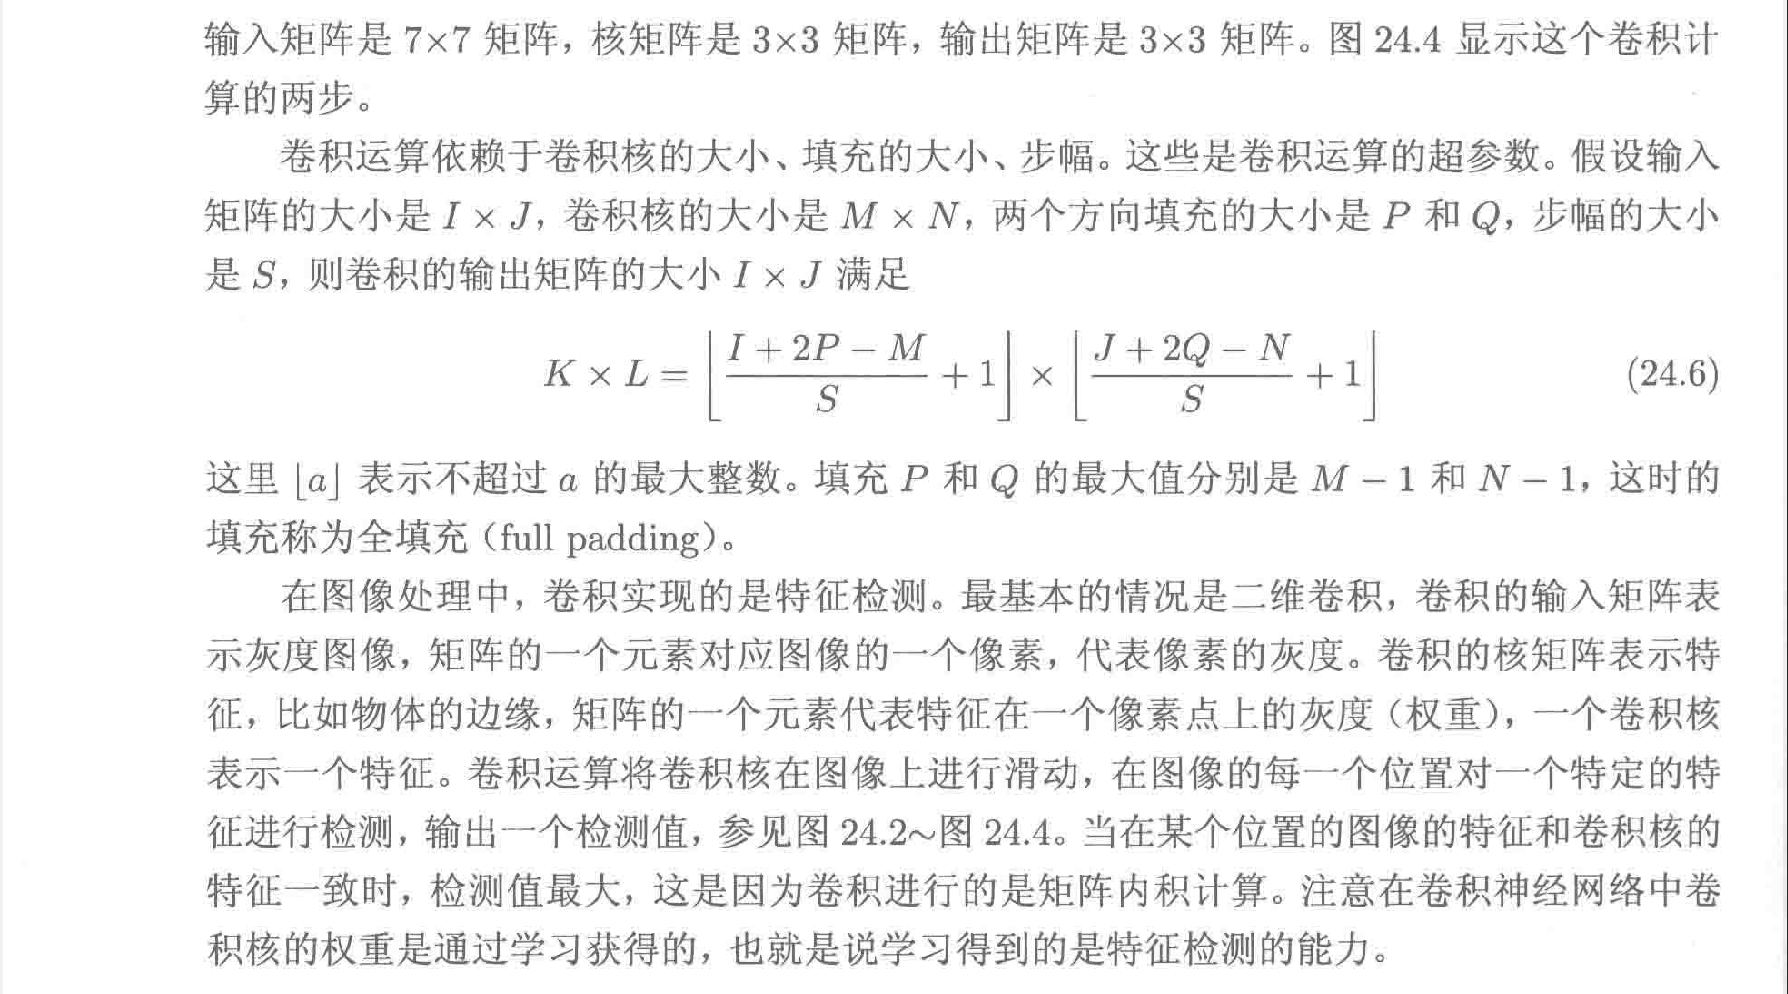 输入矩阵是 7×7 矩阵，核矩阵是 3×3 矩阵，输出矩阵是 3×3 矩阵。图 24.4 显示这个卷积计
算的两步。
卷积运算依赖于卷积核的大小、填充的大小、步幅。这些是卷积运算的超参数。假设输入
矩阵的大小是 I × J，卷积核的大小是 M × N，两个方向填充的大小是 P 和 Q，步幅的大小
是 S，则卷积的输出矩阵的大小 I × J 满足
K × L = ⌊(I + 2P − M)/S + 1⌋ × ⌊(J + 2Q − N)/S + 1⌋ (24.6)
这里 ⌊a⌋ 表示不超过 a 的最大整数。填充 P 和 Q 的最大值分别是 M − 1 和 N − 1，这时的
填充称为全填充（full padding）。
在图像处理中，卷积实现的是特征检测。最基本的情况是二维卷积，卷积的输入矩阵表
示灰度图像，矩阵的一个元素对应图像的一个像素，代表像素的灰度。卷积的核矩阵表示特
征，比如物体的边缘，矩阵的一个元素代表特征在一个像素点上的灰度（权重），一个卷积核
表示一个特征。卷积运算将卷积核在图像上进行滑动，在图像的每一个位置对一个特定的特
征进行检测，输出一个检测值，参见图 24.2～图 24.4。当在某个位置的图像的特征和卷积核的
特征一致时，检测值最大，这是因为卷积进行的是矩阵内积计算。注意在卷积神经网络中卷
积核的权重是通过学习获得的，也就是说学习得到的是特征检测的能力。